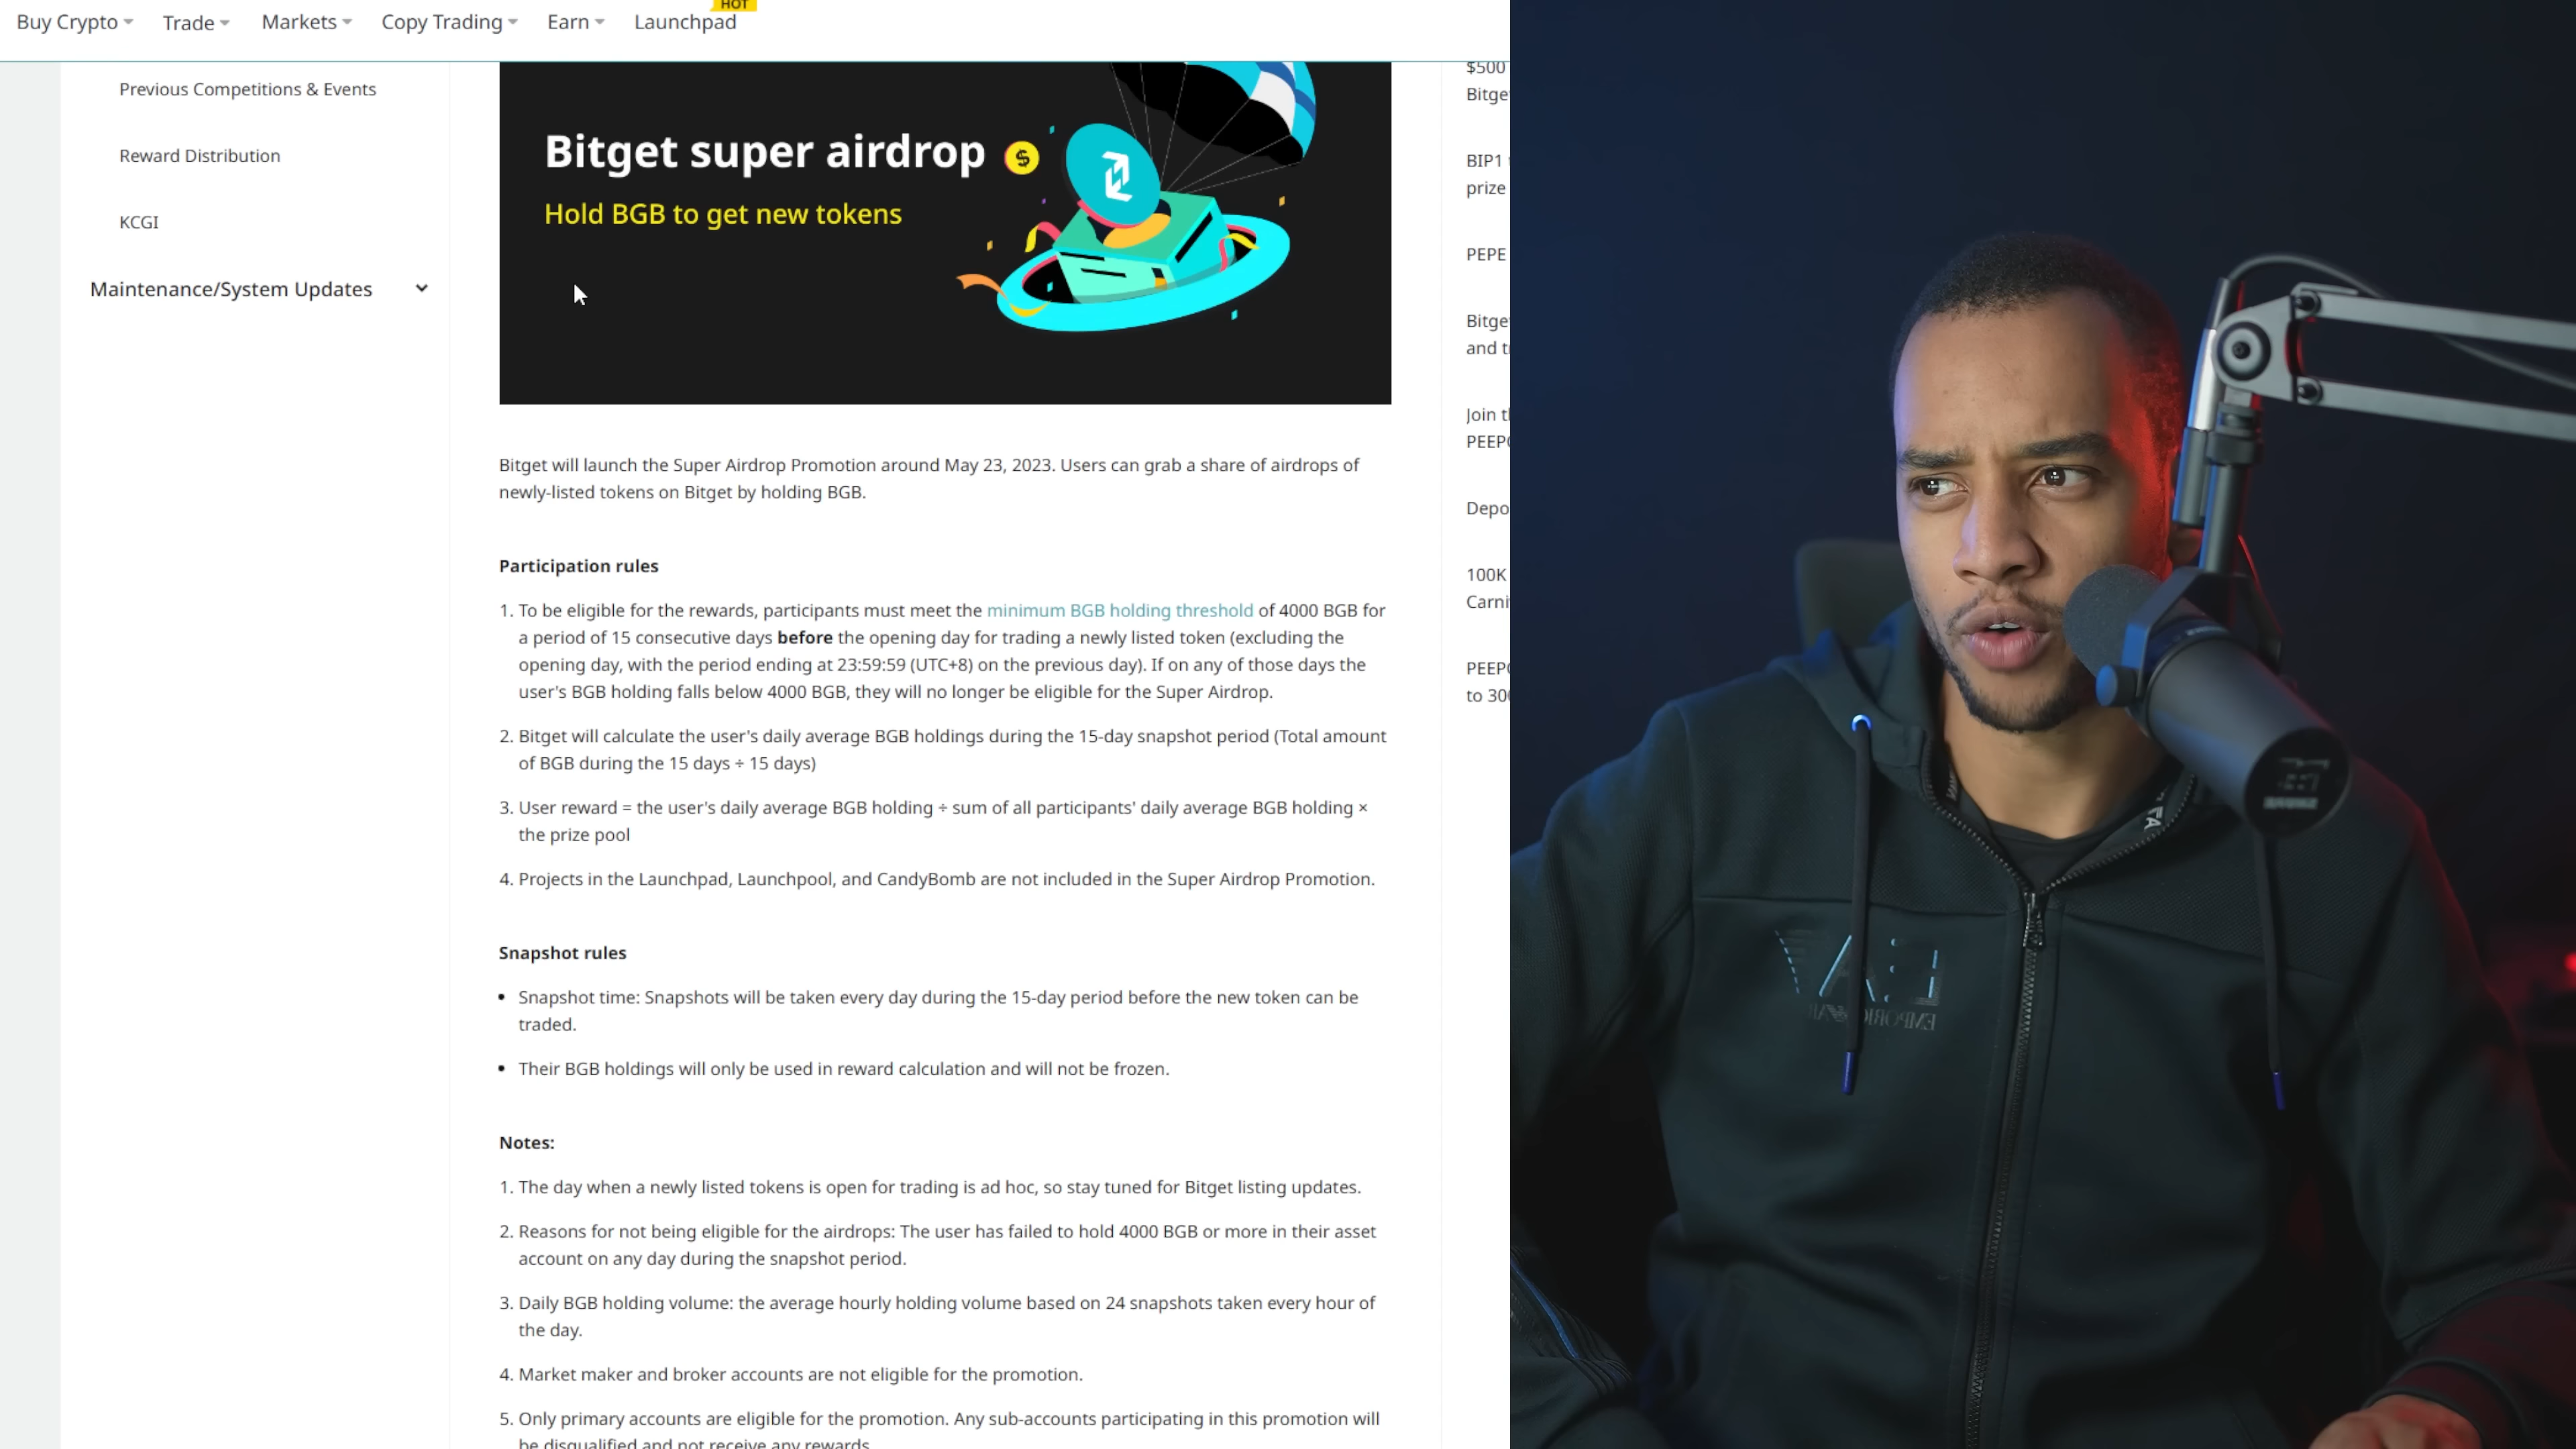 HOT
Buy Crypto Trade Markets Copy Trading Earn Launchpad
Previous Competitions & Events
Reward Distribution
KCGI
Maintenance/System Updates
Bitget super airdrop
Hold BGB to get new tokens
Bitget will launch the Super Airdrop Promotion around May 23, 2023. Users can grab a share of airdrops of
newly-listed tokens on Bitget by holding BGB.
Participation rules
1. To be eligible for the rewards, participants must meet the minimum BGB holding threshold of 4000 BGB for
a period of 15 consecutive days before the opening day for trading a newly listed token (excluding the
opening day, with the period ending at 23:59:59 (UTC+8) on the previous day). If on any of those days the
user's BGB holding falls below 4000 BGB, they will no longer be eligible for the Super Airdrop.
2. Bitget will calculate the user's daily average BGB holdings during the 15-day snapshot period (Total amount
of BGB during the 15 days ÷ 15 days)
3. User reward = the user's daily average BGB holding ÷ sum of all participants' daily average BGB holding ×
the prize pool
4. Projects in the Launchpad, Launchpool, and CandyBomb are not included in the Super Airdrop Promotion.
Snapshot rules
• Snapshot time: Snapshots will be taken every day during the 15-day period before the new token can be
traded.
• Their BGB holdings will only be used in reward calculation and will not be frozen.
Notes:
1. The day when a newly listed tokens is open for trading is ad hoc, so stay tuned for Bitget listing updates.
2. Reasons for not being eligible for the airdrops: The user has failed to hold 4000 BGB or more in their asset
account on any day during the snapshot period.
3. Daily BGB holding volume: the average hourly holding volume based on 24 snapshots taken every hour of
the day.
4. Market maker and broker accounts are not eligible for the promotion.
5. Only primary accounts are eligible for the promotion. Any sub-accounts participating in this promotion will
be disqualified and not receive any rewards
$500
BIP1
prize
PEPE
and
Join
100K
to